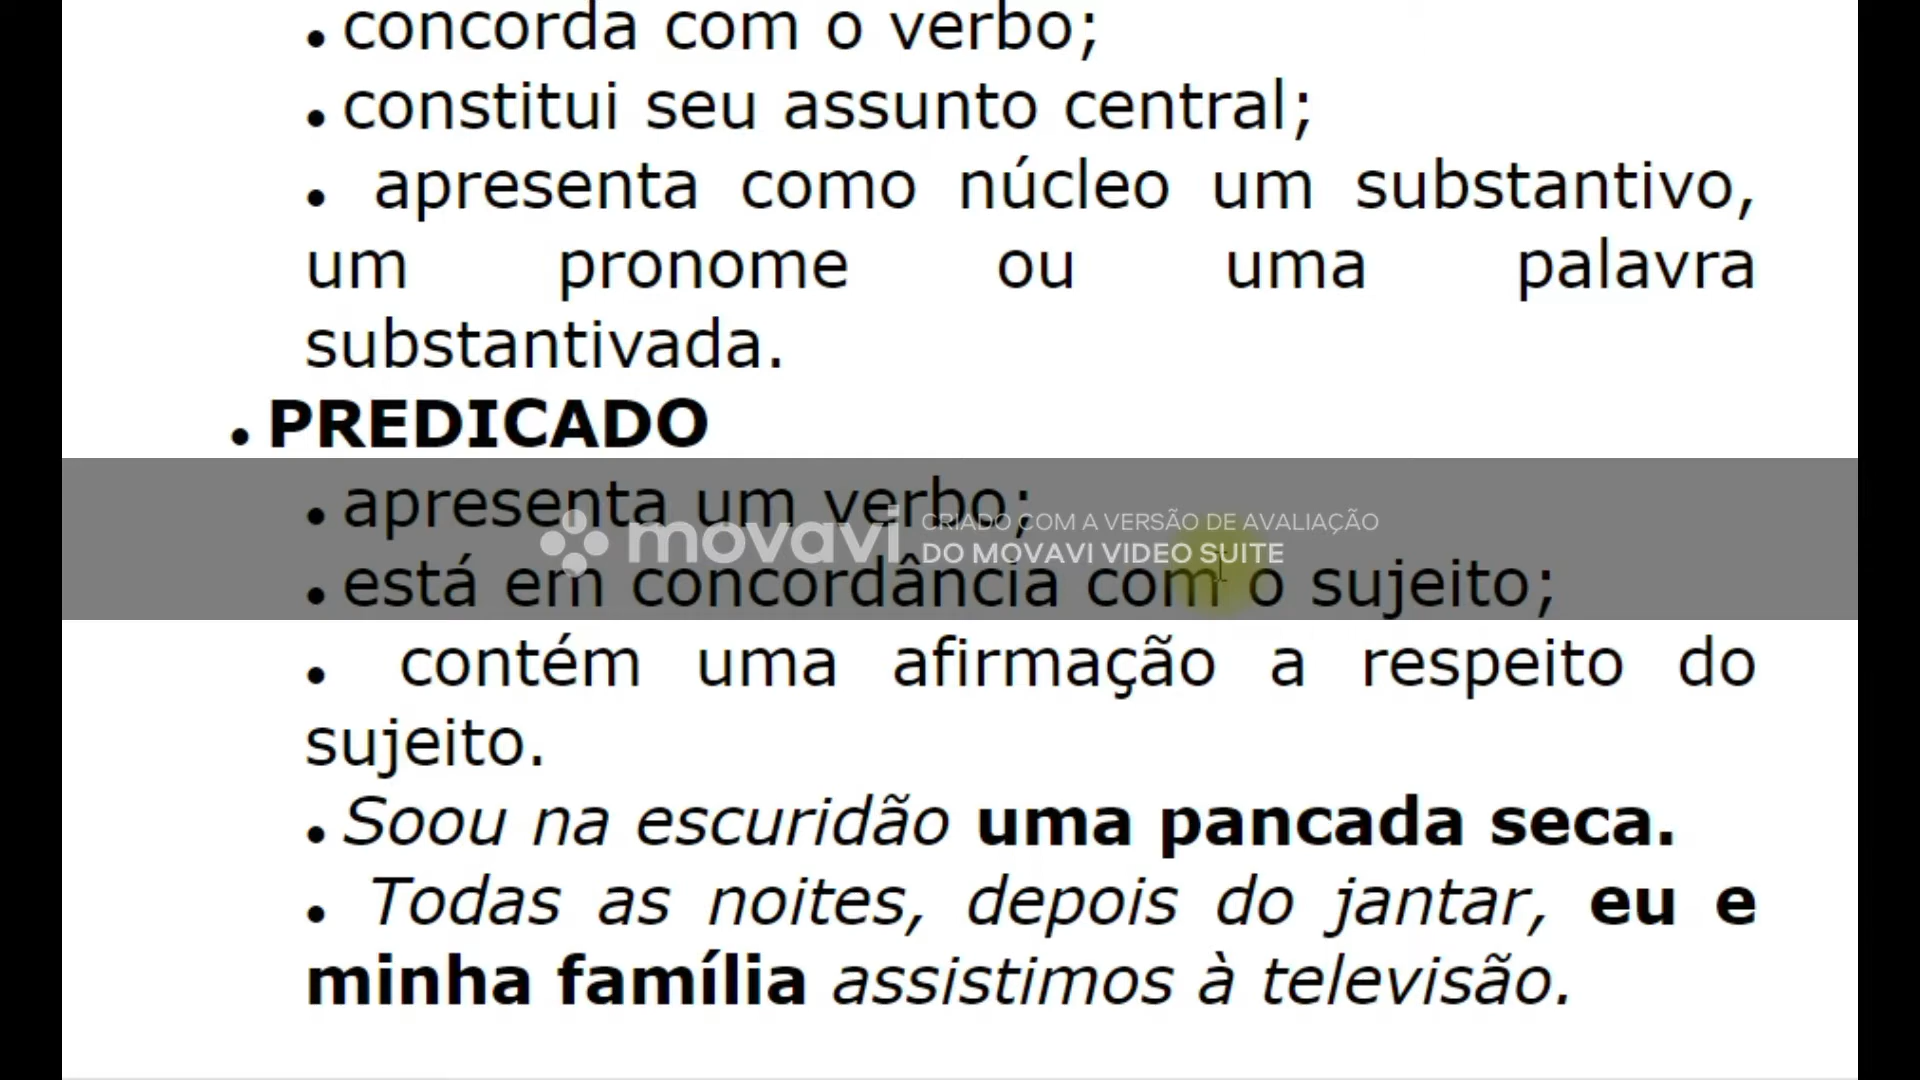 • concorda com o verbo;
• constitui seu assunto central;
• apresenta como núcleo um substantivo,
um pronome ou uma palavra
substantivada.
• PREDICADO
• apresenta um verbo;
movavi
CRIADO COM A VERSÃO DE AVALIAÇÃO
DO MOVAVI VIDEO SUITE
• está em concordância com o sujeito;
• contém uma afirmação a respeito do
sujeito.
• Soou na escuridão uma pancada seca.
• Todas as noites, depois do jantar, eu e
minha família assistimos à televisão.